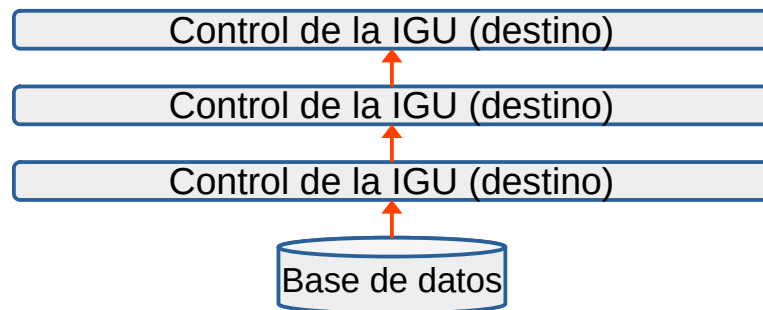 Control de la IGU (destino)
Control de la IGU (destino)
Control de la IGU (destino)
Base de datos